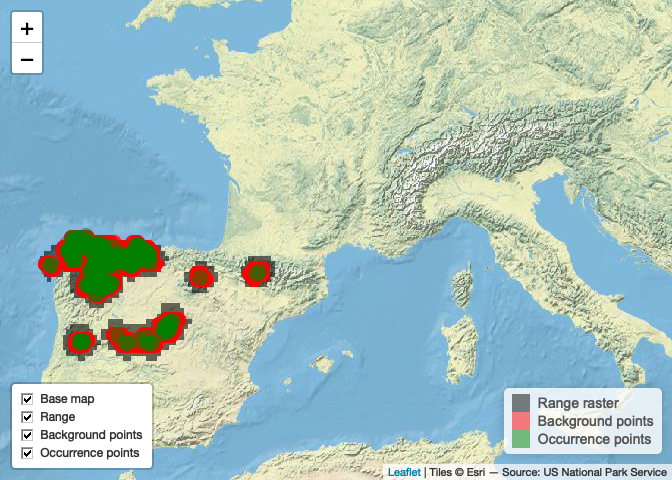 +
−
Base map
Range
Background points
Occurrence points
Range raster
Background points
Occurrence points
Leaflet | Tiles © Esri — Source: US National Park Service